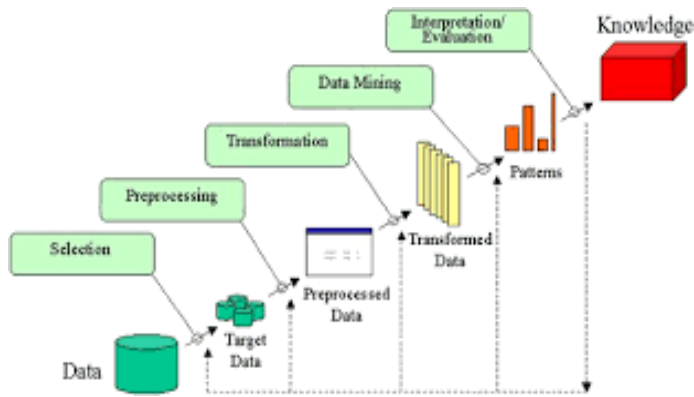 Interpretation/
Evaluation
Knowledge
Data Mining
Transformation
Patterns
Preprocessing
Transformed
Data
Selection
Preprocessed
Data
Target
Data
Data